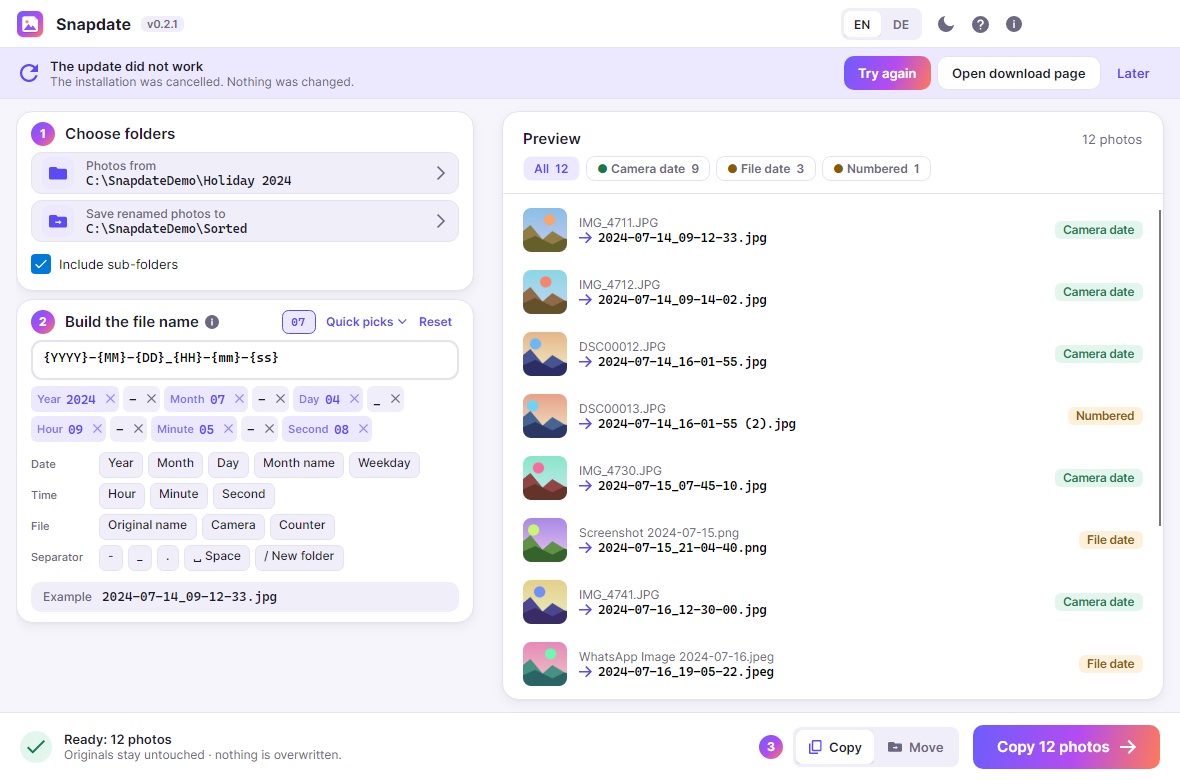 Snapdate v0.2.1
EN DE
The update did not work
The installation was cancelled. Nothing was changed.
Try again
Open download page
Later
1 Choose folders
Photos from
C:\SnapdateDemo\Holiday 2024
Save renamed photos to
C:\SnapdateDemo\Sorted
Include sub-folders
2 Build the file name
07 Quick picks Reset
{YYYY}-{MM}-{DD}_{HH}-{mm}-{ss}
Year 2024 × - × Month 07 × - × Day 04 × _ ×
Hour 09 × - × Minute 05 × - × Second 08 ×
Date Year Month Day Month name Weekday
Time Hour Minute Second
File Original name Camera Counter
Separator - _ . ␣ Space / New folder
Example 2024-07-14_09-12-33.jpg
Preview
12 photos
All 12 Camera date 9 File date 3 Numbered 1
IMG_4711.JPG
→ 2024-07-14_09-12-33.jpg
Camera date
IMG_4712.JPG
→ 2024-07-14_09-14-02.jpg
Camera date
DSC00012.JPG
→ 2024-07-14_16-01-55.jpg
Camera date
DSC00013.JPG
→ 2024-07-14_16-01-55 (2).jpg
Numbered
IMG_4730.JPG
→ 2024-07-15_07-45-10.jpg
Camera date
Screenshot 2024-07-15.png
→ 2024-07-15_21-04-40.png
File date
IMG_4741.JPG
→ 2024-07-16_12-30-00.jpg
Camera date
WhatsApp Image 2024-07-16.jpeg
→ 2024-07-16_19-05-22.jpeg
File date
Ready: 12 photos
Originals stay untouched · nothing is overwritten.
3 Copy Move
Copy 12 photos →